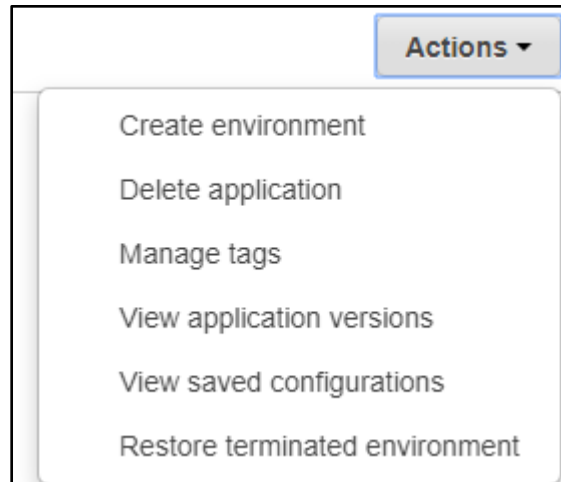 Actions
Create environment
Delete application
Manage tags
View application versions
View saved configurations
Restore terminated environment